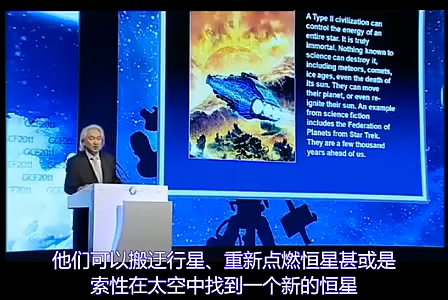 A Type II civilization can
control the energy of an
entire star. It is truly
immortal. Nothing known to
science can destroy it,
including meteors, comets,
ice ages, even the death of
its sun. They can move
their planet, or even re-
ignite their sun. An example
from science fiction
includes the Federation of
Planets from Star Trek.
They are a few thousand
years ahead of us.
GCF2011
GCF2011
他们可以搬迁行星、重新点燃恒星甚或是
索性在太空中找到一个新的恒星